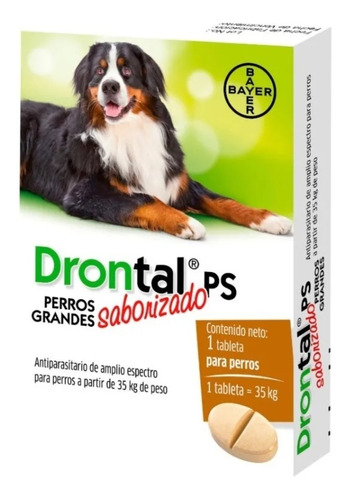 BAYER
BAYER
Drontal® PS
PERROS
GRANDES
saborizado
Contenido neto:
1 tableta
para perros
1 tableta = 35 kg
Antiparasitario de amplio espectro
para perros a partir de 35 kg de peso
Drontal® PS
saborizado
PERROS
GRANDES
Antiparasitario de amplio espectro para perros
a partir de 35 kg de peso